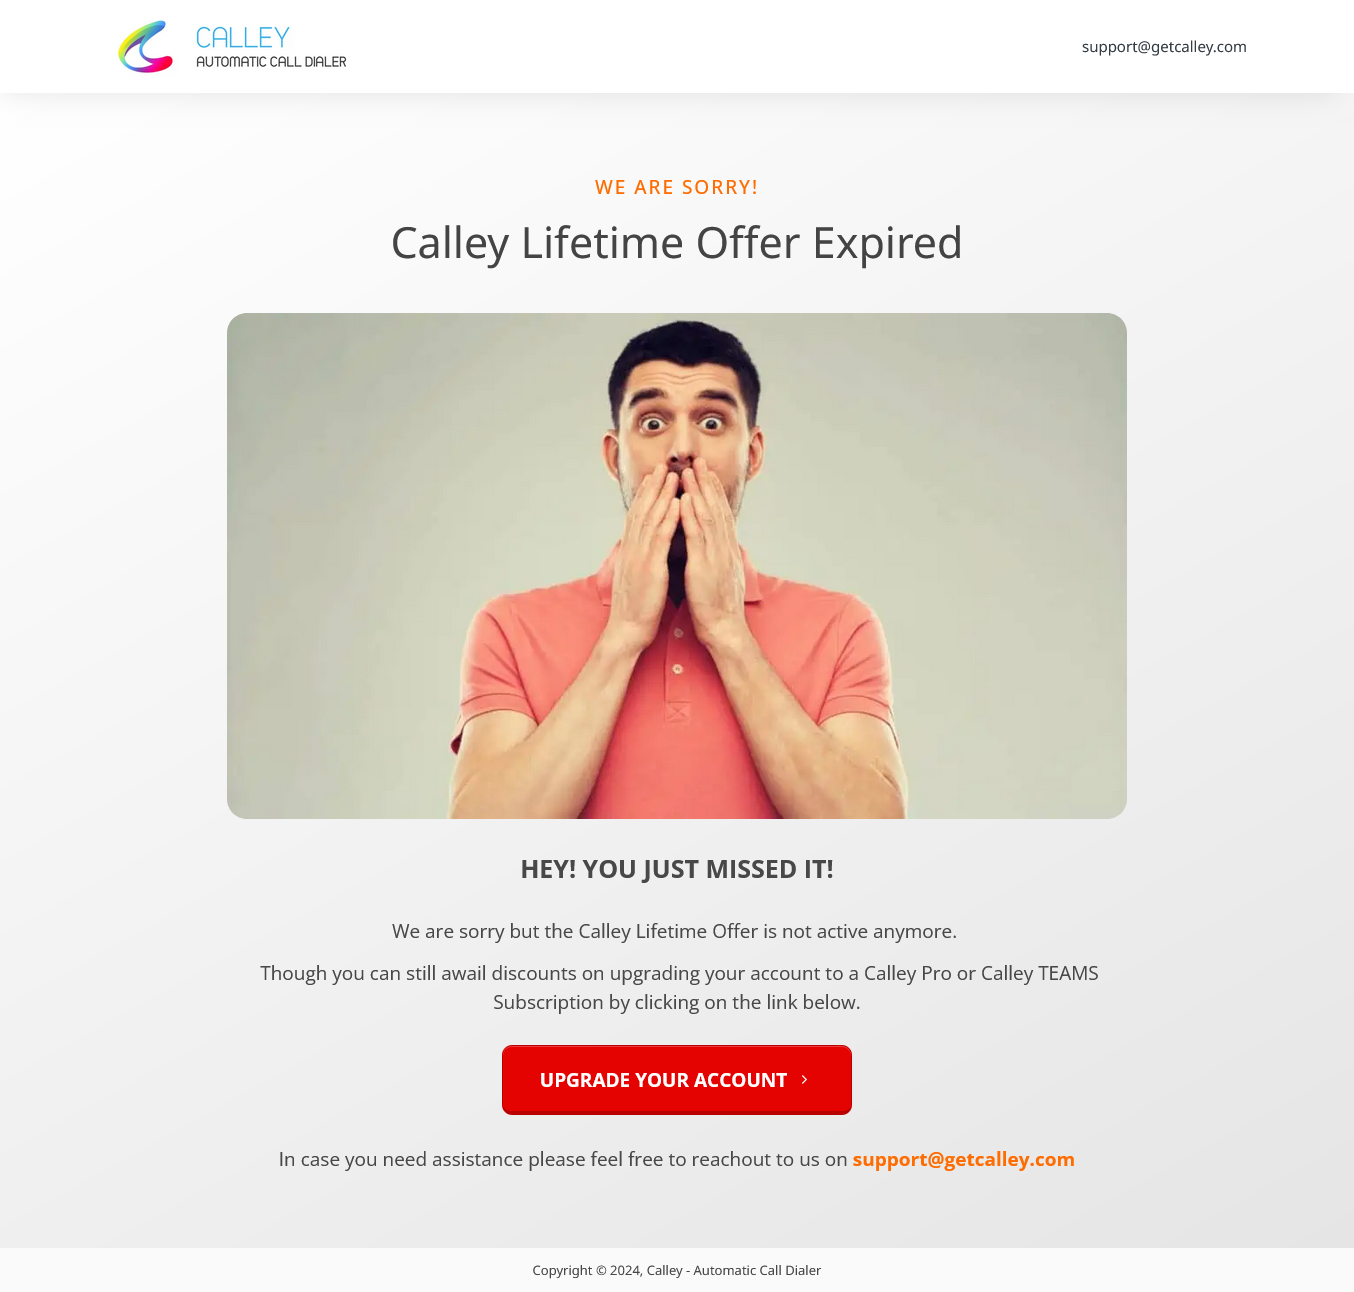 CALLEY
AUTOMATIC CALL DIALER
support@getcalley.com
WE ARE SORRY!
Calley Lifetime Offer Expired
HEY! YOU JUST MISSED IT!
We are sorry but the Calley Lifetime Offer is not active anymore.
Though you can still awail discounts on upgrading your account to a Calley Pro or Calley TEAMS
Subscription by clicking on the link below.
UPGRADE YOUR ACCOUNT
In case you need assistance please feel free to reachout to us on support@getcalley.com
Copyright © 2024, Calley - Automatic Call Dialer